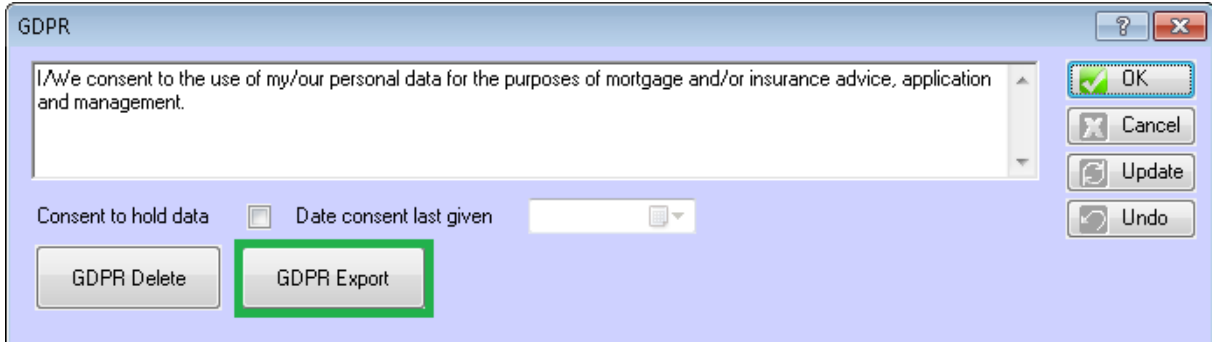 GDPR
I/We consent to the use of my/our personal data for the purposes of mortgage and/or insurance advice, application
and management.
OK
Cancel
Update
Undo
Consent to hold data
Date consent last given
GDPR Delete
GDPR Export